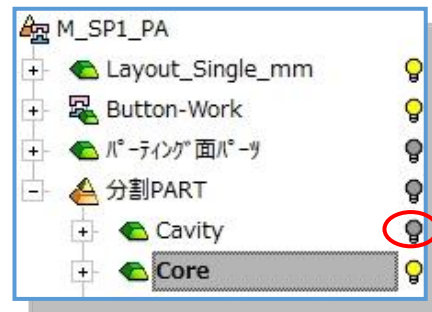 M_SP1_PA
Layout_Single_mm
Button-Work
ﾊﾟｰﾃｨﾝｸﾞ面ﾊﾟｰﾂ
分割PART
Cavity
Core